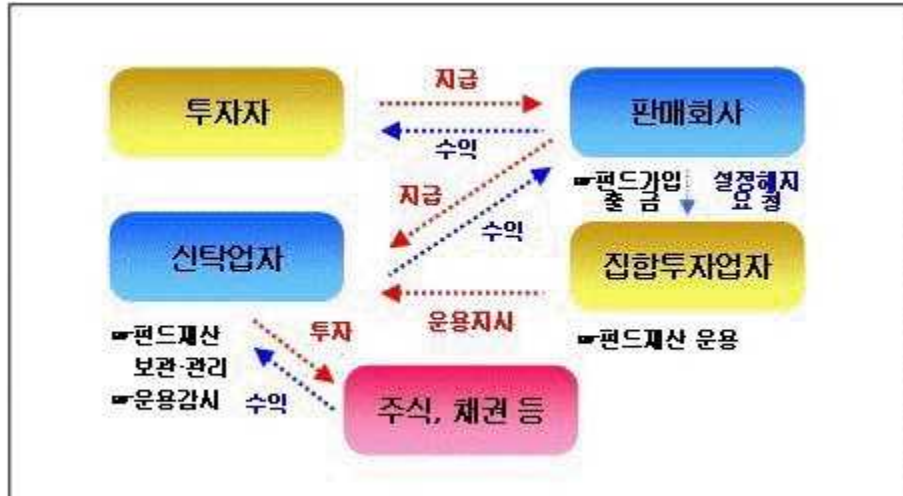 지급
투자자
판매회사
수익
☞펀드가입
출 금
설정해지
요 청
지급
수익
신탁업자
집합투자업자
운용지시
☞펀드재산
보관·관리
☞운용감시
투자
☞펀드재산 운용
수익
주식, 채권 등